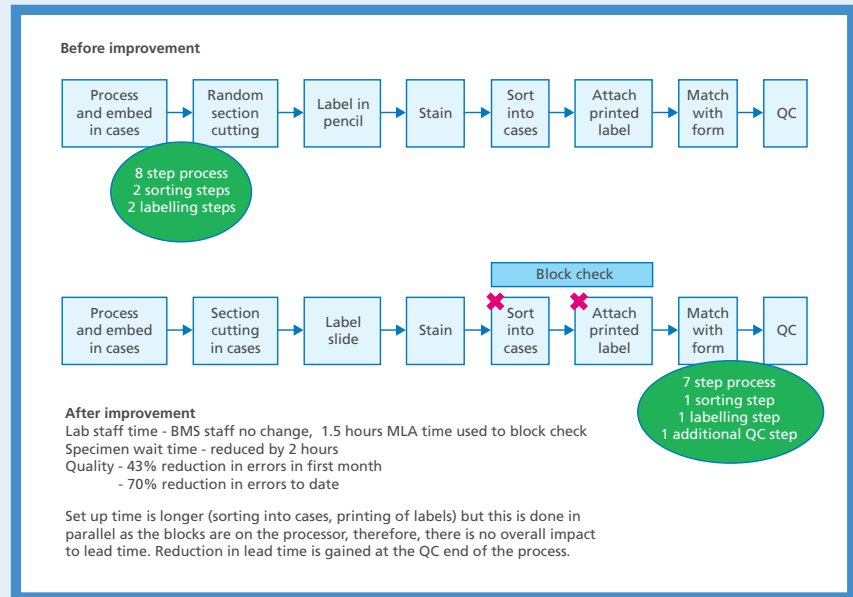 Before improvement
Process
and embed
in cases
Random
section
cutting
Label in
pencil
Stain
Sort
into
cases
Attach
printed
label
Match
with
form
QC
8 step process
2 sorting steps
2 labelling steps
Block check
Process
and embed
in cases
Section
cutting
in cases
Label
slide
Stain
Sort
into
cases
Attach
printed
label
Match
with
form
QC
7 step process
1 sorting step
1 labelling step
1 additional QC step
After improvement
Lab staff time - BMS staff no change, 1.5 hours MLA time used to block check
Specimen wait time - reduced by 2 hours
Quality - 43% reduction in errors in first month
- 70% reduction in errors to date
Set up time is longer (sorting into cases, printing of labels) but this is done in
parallel as the blocks are on the processor, therefore, there is no overall impact
to lead time. Reduction in lead time is gained at the QC end of the process.